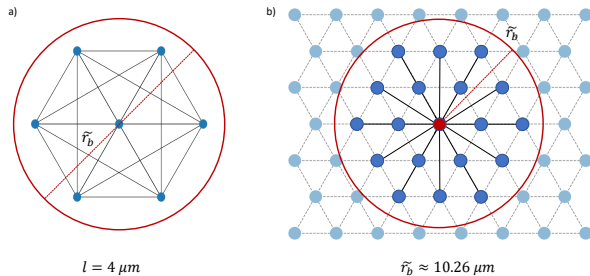 a)
b)
r̃_b
r̃_b
l = 4 μm
r̃_b ≈ 10.26 μm